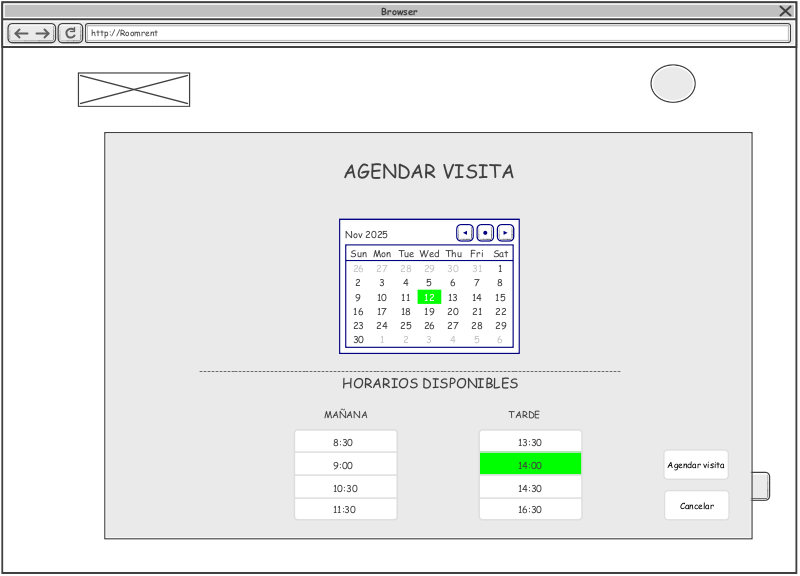 Browser
http://Roomrent
AGENDAR VISITA
Nov 2025
Sun Mon Tue Wed Thu Fri Sat
26 27 28 29 30 31 1
2 3 4 5 6 7 8
9 10 11 12 13 14 15
16 17 18 19 20 21 22
23 24 25 26 27 28 29
30 1 2 3 4 5 6
HORARIOS DISPONIBLES
MAÑANA
8:30
9:00
10:30
11:30
TARDE
13:30
14:00
14:30
16:30
Agendar visita
Cancelar